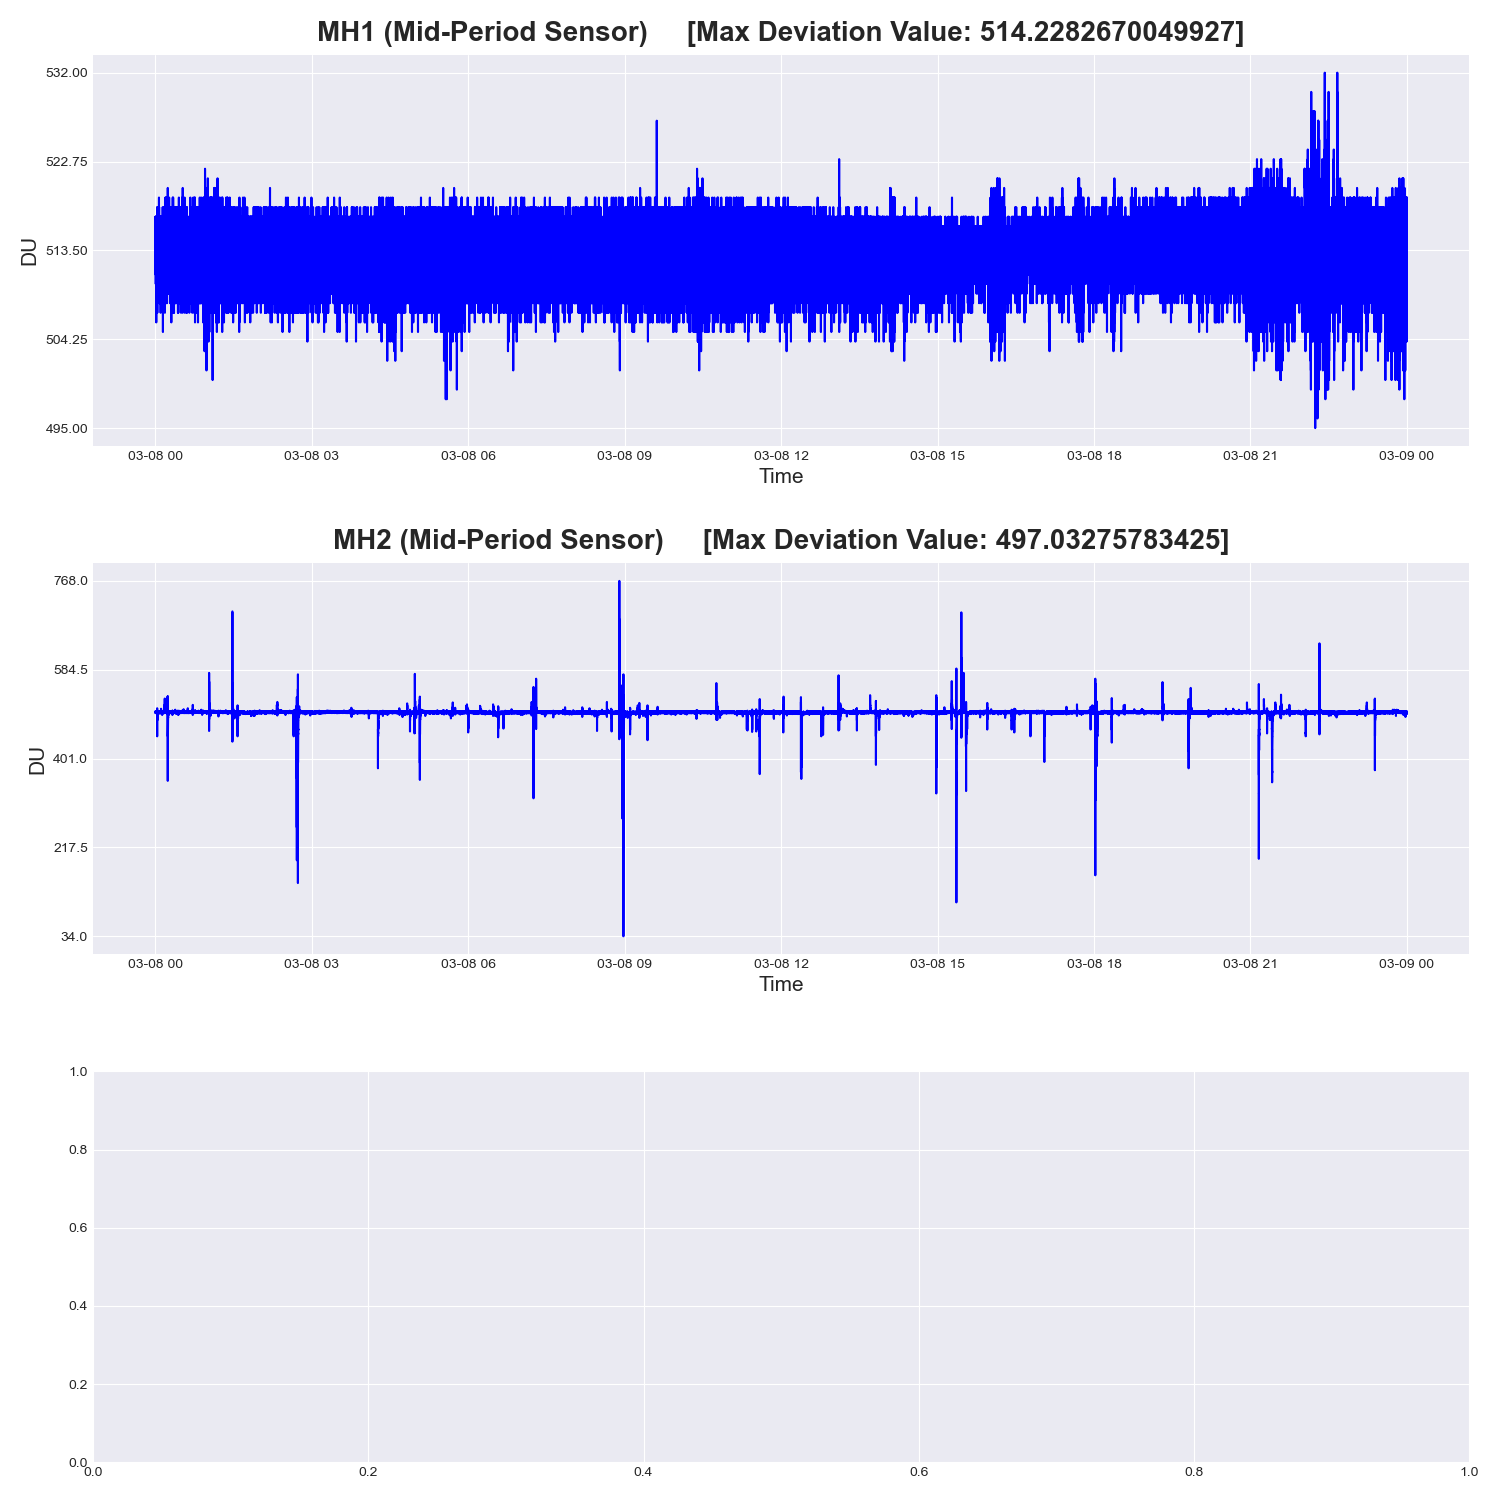 MH1 (Mid-Period Sensor) [Max Deviation Value: 514.2282670049927]
532.00
522.75
513.50
504.25
495.00
DU
03-08 00 03-08 03 03-08 06 03-08 09 03-08 12 03-08 15 03-08 18 03-08 21 03-09 00
Time
MH2 (Mid-Period Sensor) [Max Deviation Value: 497.03275783425]
768.0
584.5
401.0
217.5
34.0
DU
03-08 00 03-08 03 03-08 06 03-08 09 03-08 12 03-08 15 03-08 18 03-08 21 03-09 00
Time
1.0
0.8
0.6
0.4
0.2
0.0
0.0 0.2 0.4 0.6 0.8 1.0